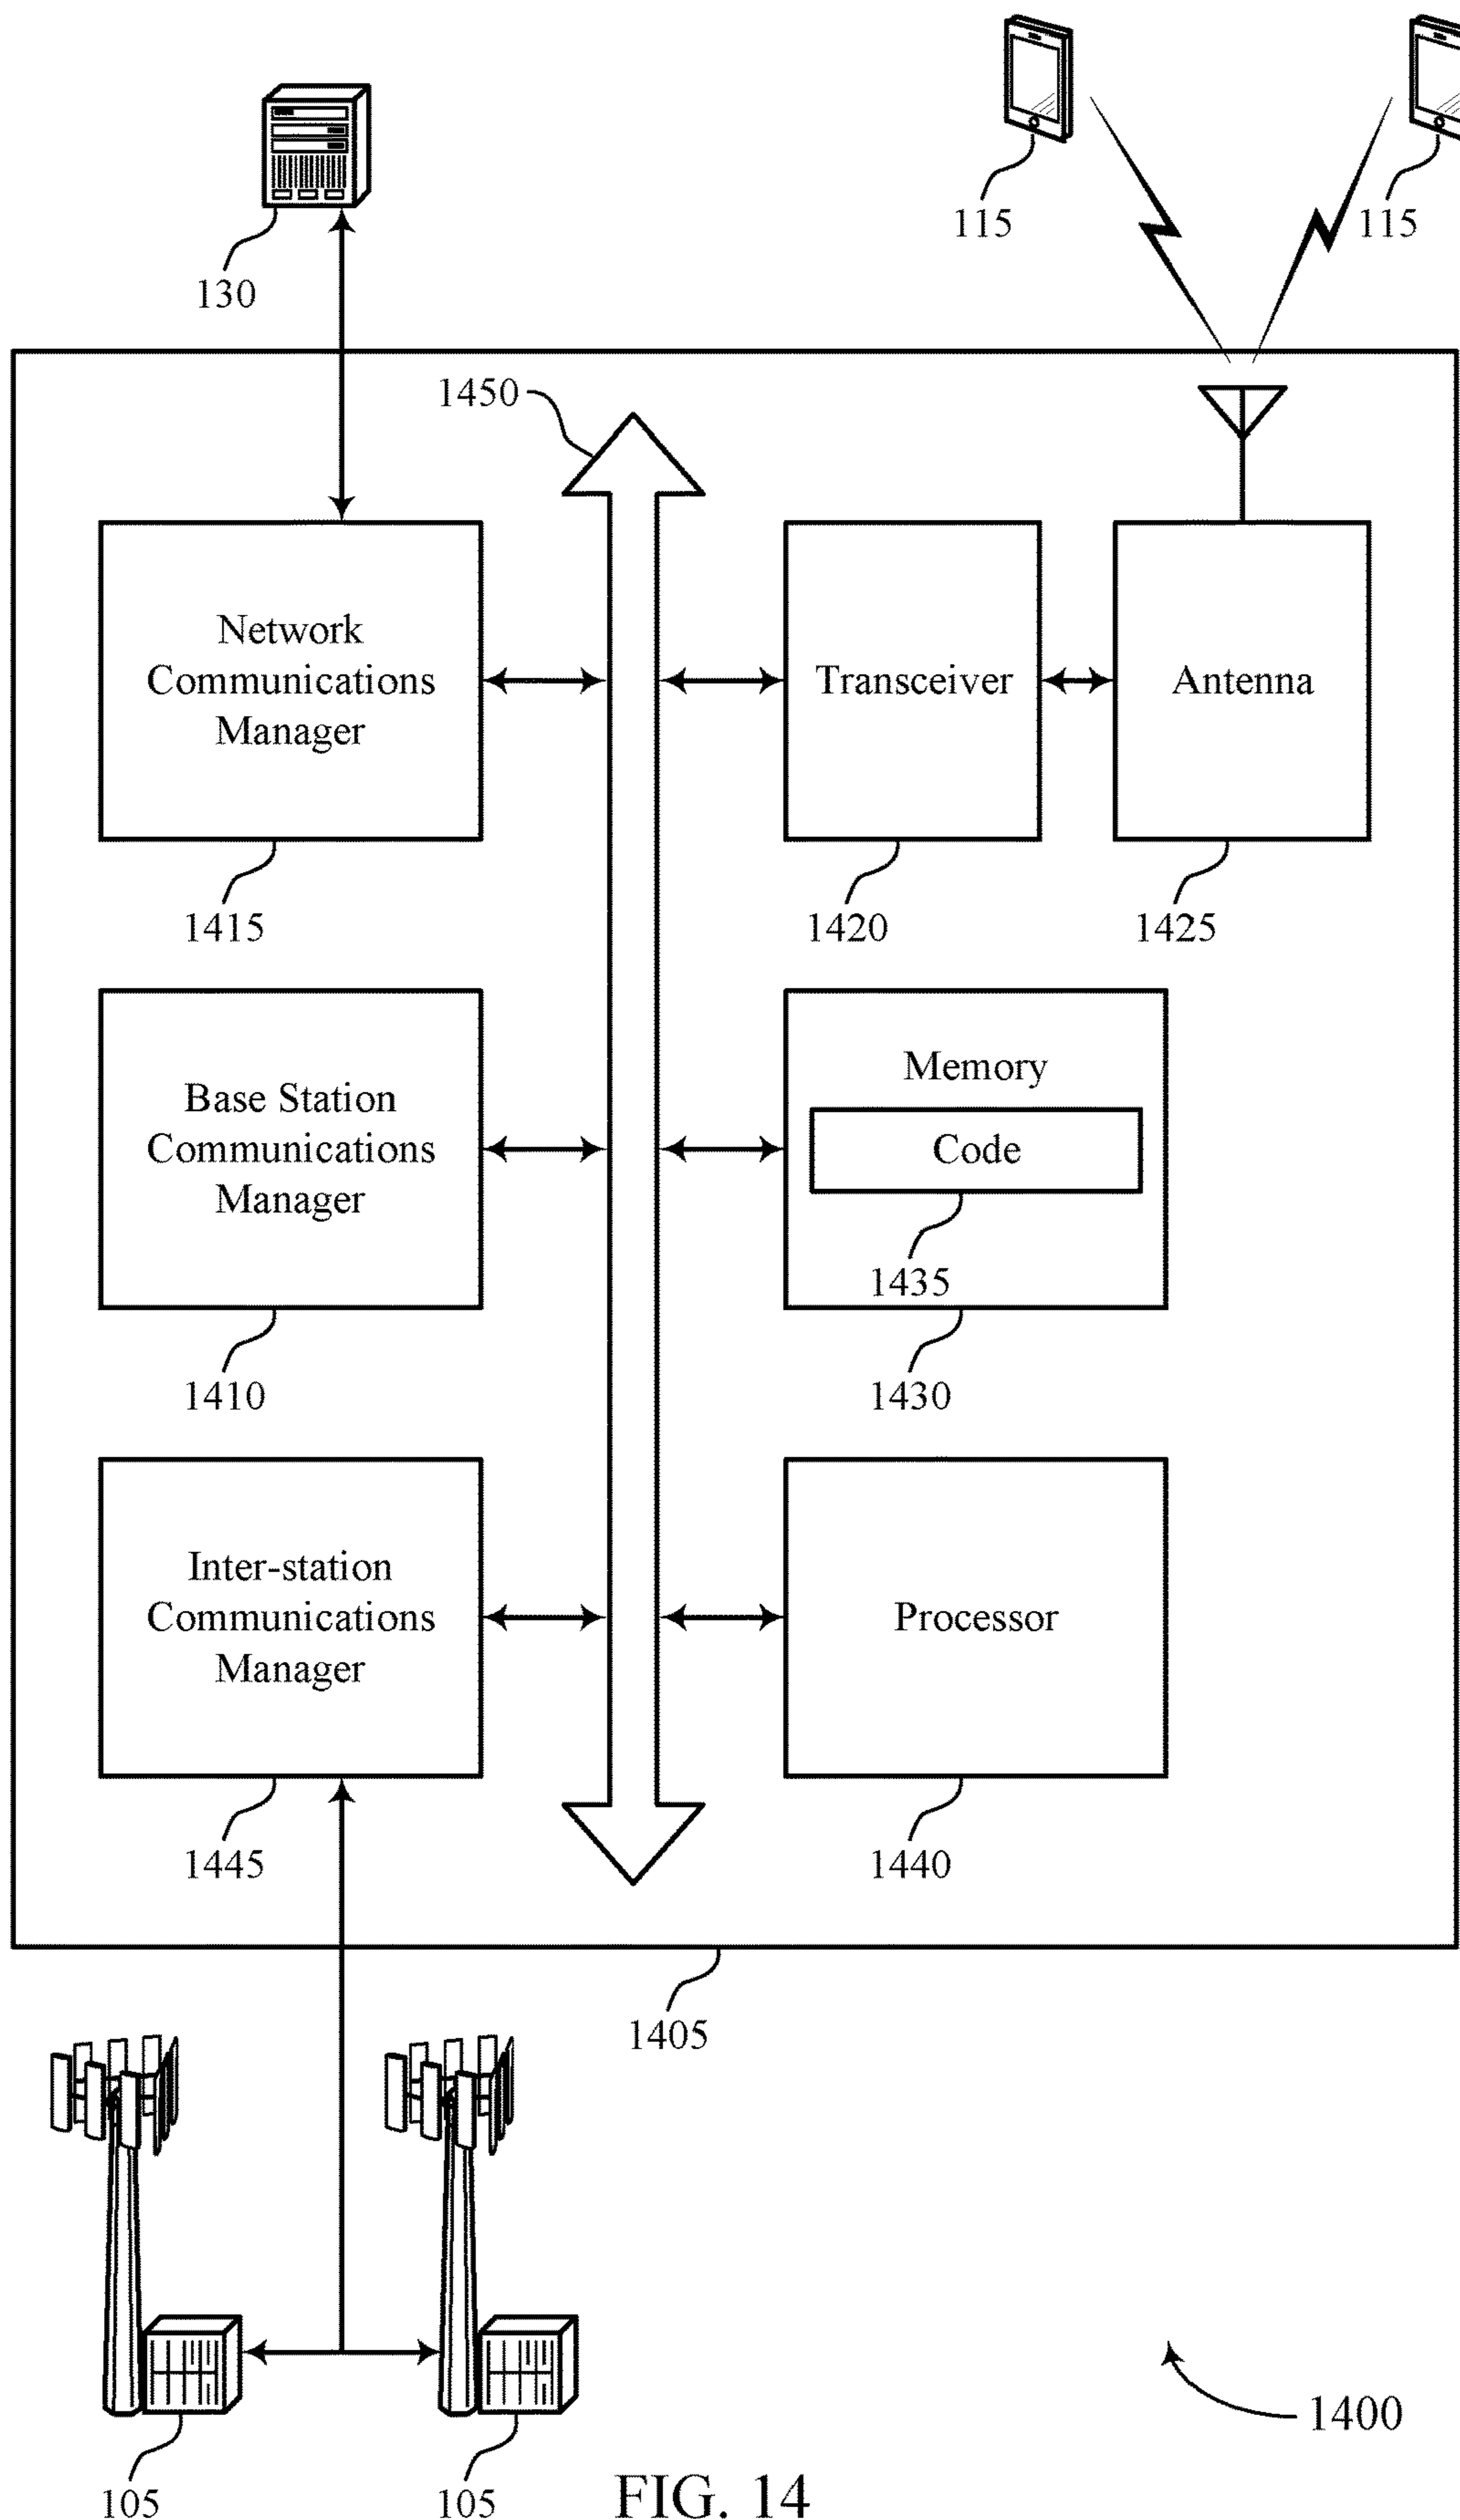 115
115
130
1450
Network
Communications
Manager
Transceiver
Antenna
1415
1420
1425
Base Station
Communications
Manager
Memory
Code
1435
1410
1430
Inter-station
Communications
Manager
Processor
1445
1440
1405
1400
105
105
FIG. 14